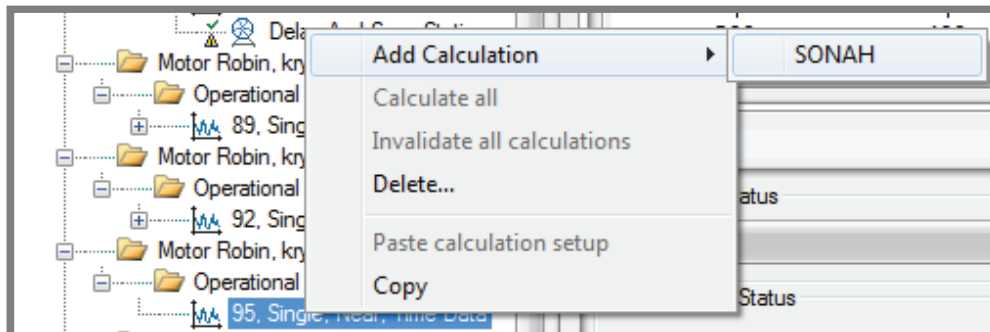 Motor Robin, kry
Operational
89, Sing
Motor Robin, kry
Operational
92, Sing
Motor Robin, kry
Operational
95, Single, Near, Time Data
Add Calculation
Calculate all
Invalidate all calculations
Delete...
Paste calculation setup
Copy
SONAH
atus
Status